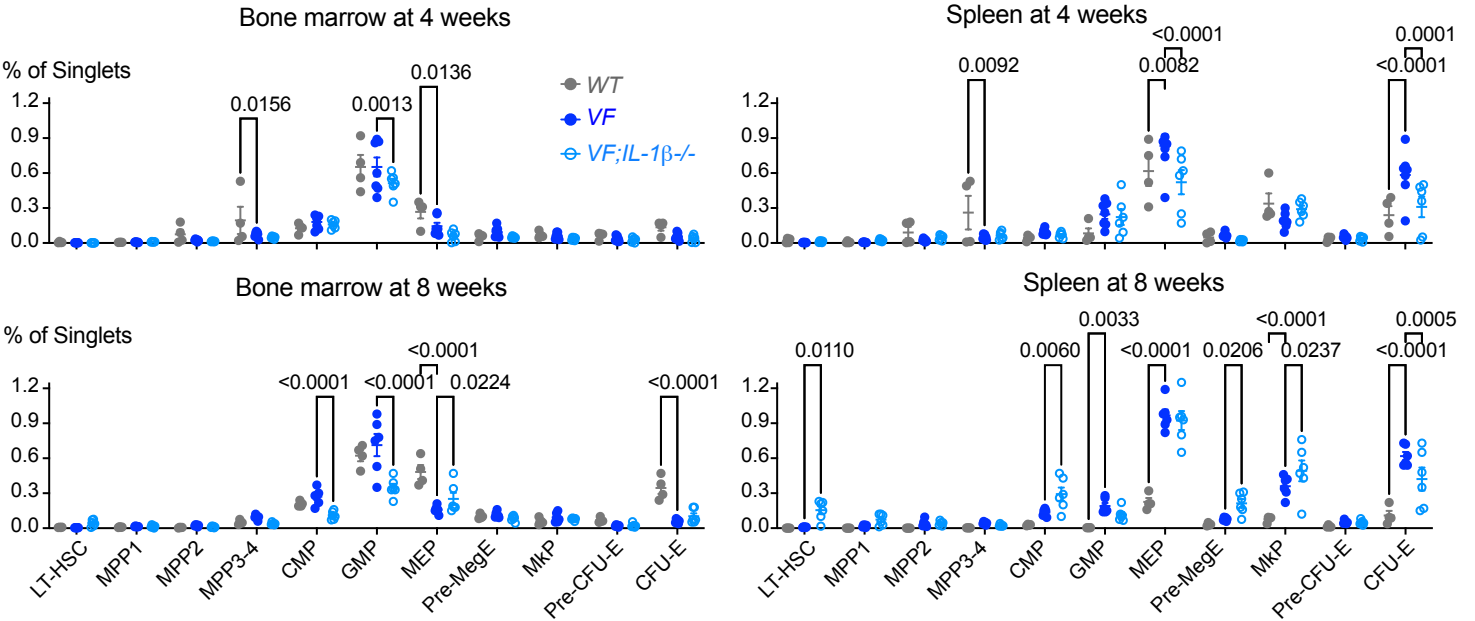 Bone marrow at 4 weeks
% of Singlets
1.2
0.9
0.6
0.3
0.0
0.0156
0.0013
0.0136
WT
VF
VF;IL-1β-/-
Spleen at 4 weeks
1.2
0.9
0.6
0.3
0.0
0.0092
<0.0001
0.0082
0.0001
<0.0001
Bone marrow at 8 weeks
% of Singlets
1.2
0.9
0.6
0.3
0.0
<0.0001
<0.0001
<0.0001
0.0224
<0.0001
LT-HSC
MPP1
MPP2
MPP3-4
CMP
GMP
MEP
Pre-MegE
MkP
Pre-CFU-E
CFU-E
Spleen at 8 weeks
1.2
0.9
0.6
0.3
0.0
0.0110
0.0060
0.0033
<0.0001
0.0206
<0.0001
0.0237
0.0005
<0.0001
LT-HSC
MPP1
MPP2
MPP3-4
CMP
GMP
MEP
Pre-MegE
MkP
Pre-CFU-E
CFU-E